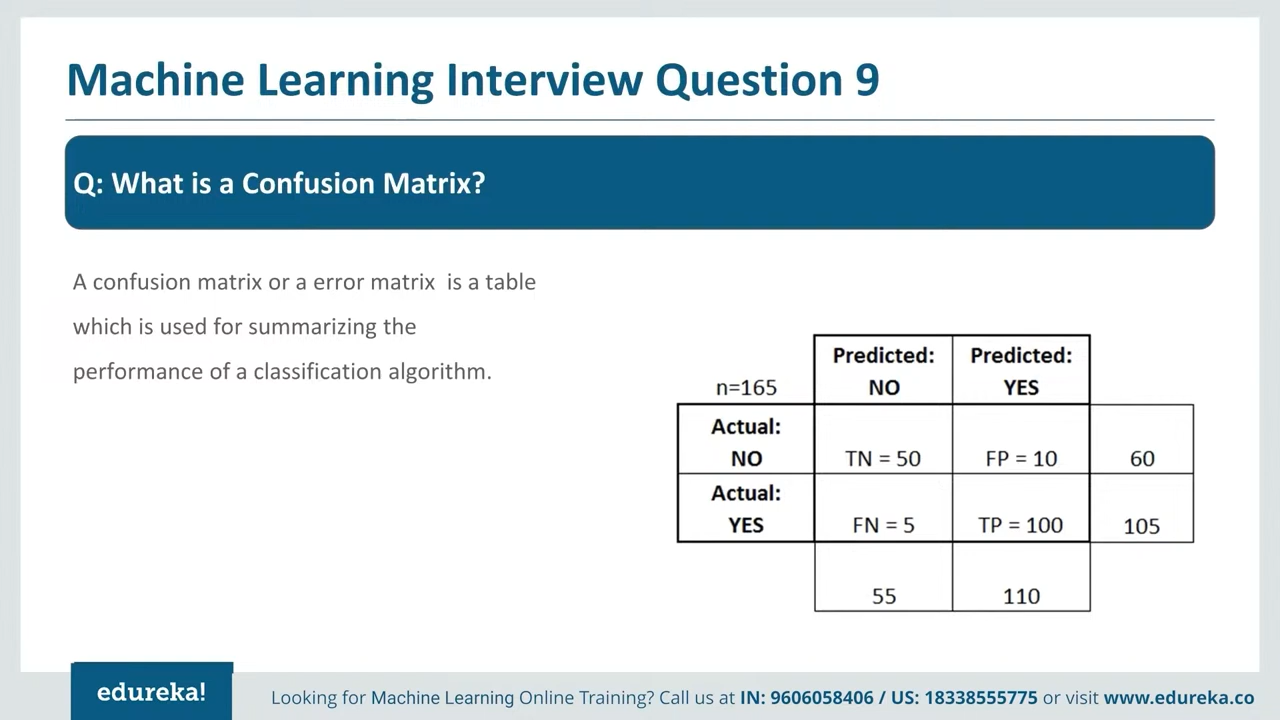 Machine Learning Interview Question 9
Q: What is a Confusion Matrix?
A confusion matrix or a error matrix is a table
which is used for summarizing the
performance of a classification algorithm.
n=165 Predicted: NO Predicted: YES
Actual: NO TN = 50 FP = 10 60
Actual: YES FN = 5 TP = 100 105
55 110
edureka!
Looking for Machine Learning Online Training? Call us at IN: 9606058406 / US: 18338555775 or visit www.edureka.co